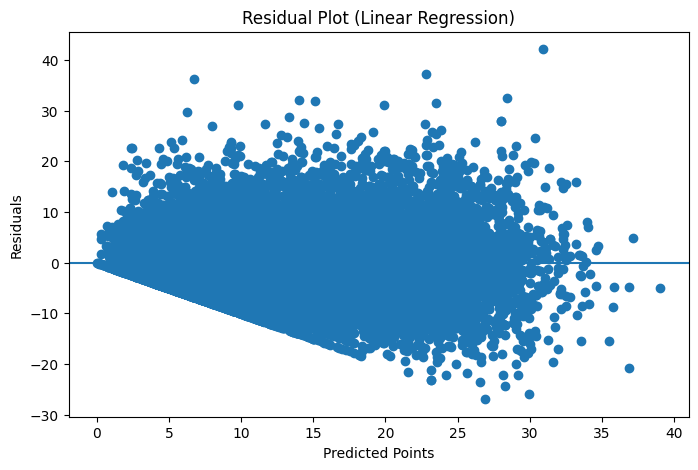 Residual Plot (Linear Regression)
Residuals
40
30
20
10
0
−10
−20
−30
0 5 10 15 20 25 30 35 40
Predicted Points